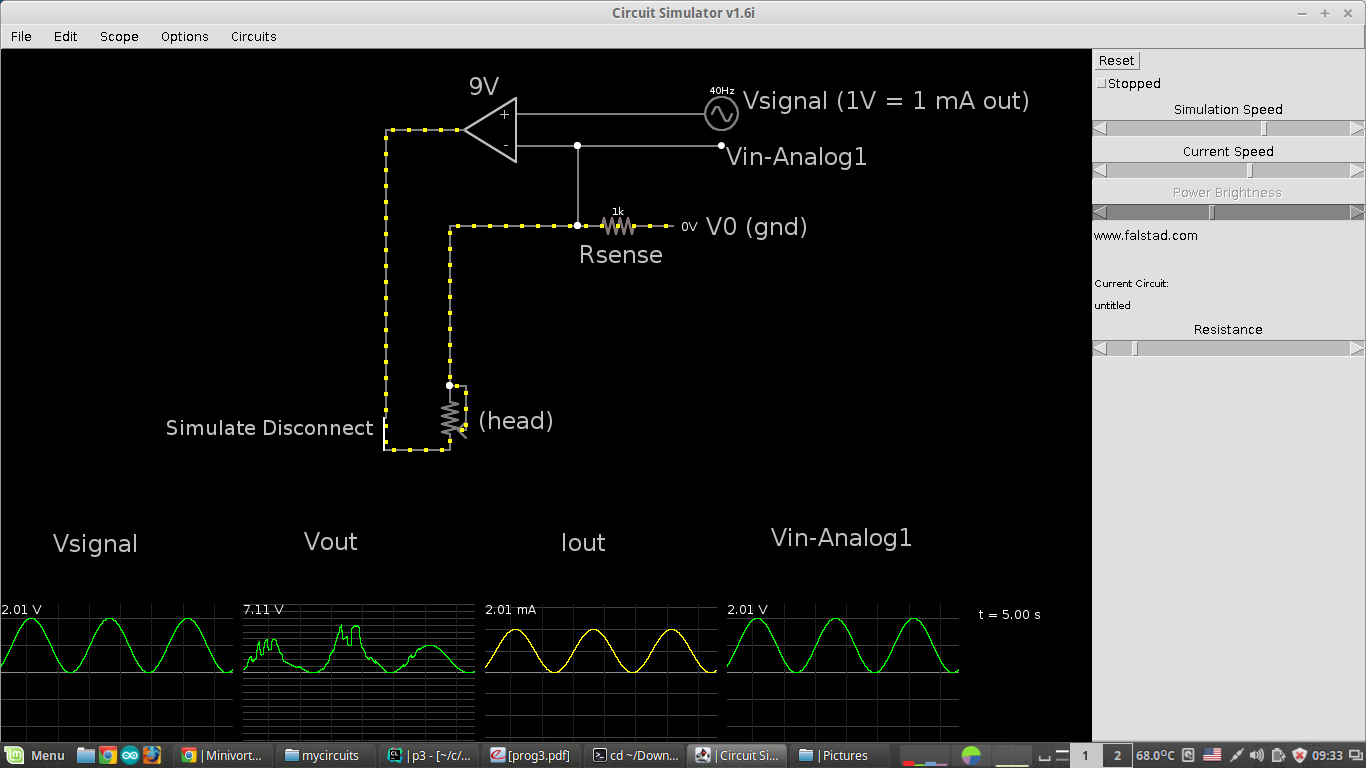 Circuit Simulator v1.6i
File Edit Scope Options Circuits
Reset
Stopped
Simulation Speed
Current Speed
Power Brightness
www.falstad.com
Current Circuit:
untitled
Resistance
9V
40Hz
Vsignal (1V = 1 mA out)
+
-
Vin-Analog1
1k
0V V0 (gnd)
Rsense
Simulate Disconnect
(head)
Vsignal Vout Iout Vin-Analog1
2.01 V 7.11 V 2.01 mA 2.01 V
t = 5.00 s
Menu | Minivort... mycircuits |p3 - [~/c/... [prog3.pdf] cd ~/Down... |Circuit Si... |Pictures 1 2 68.0°C 09:33